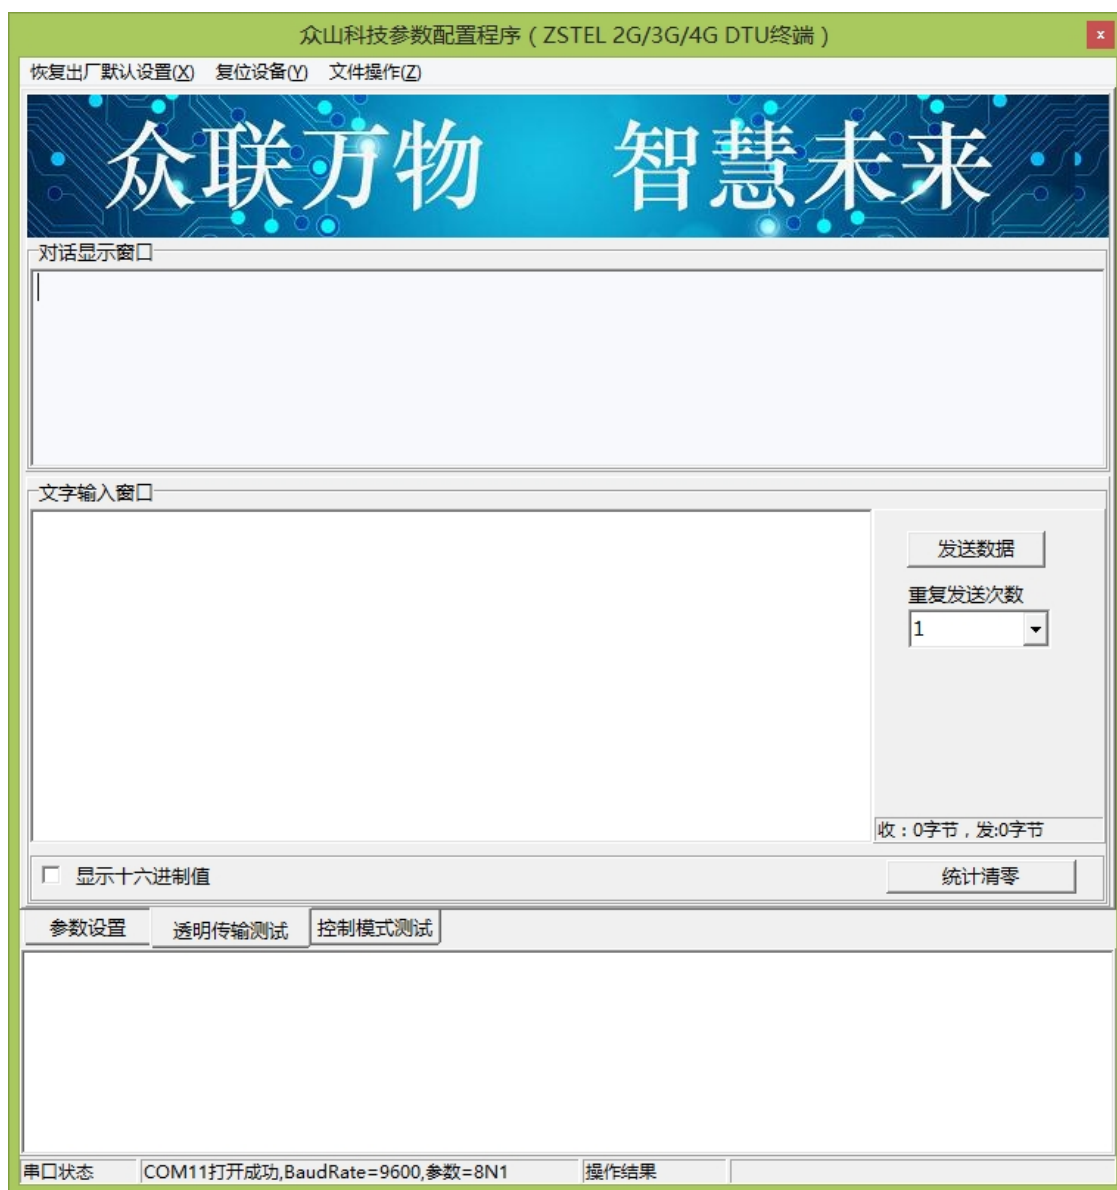 众山科技参数配置程序（ZSTEL 2G/3G/4G DTU终端）
x
恢复出厂默认设置(X) 复位设备(Y) 文件操作(Z)
众联万物 智慧未来
对话显示窗口
文字输入窗口
发送数据
重复发送次数
1
收：0字节，发:0字节
显示十六进制值
统计清零
参数设置 透明传输测试 控制模式测试
串口状态 COM11打开成功,BaudRate=9600,参数=8N1 操作结果